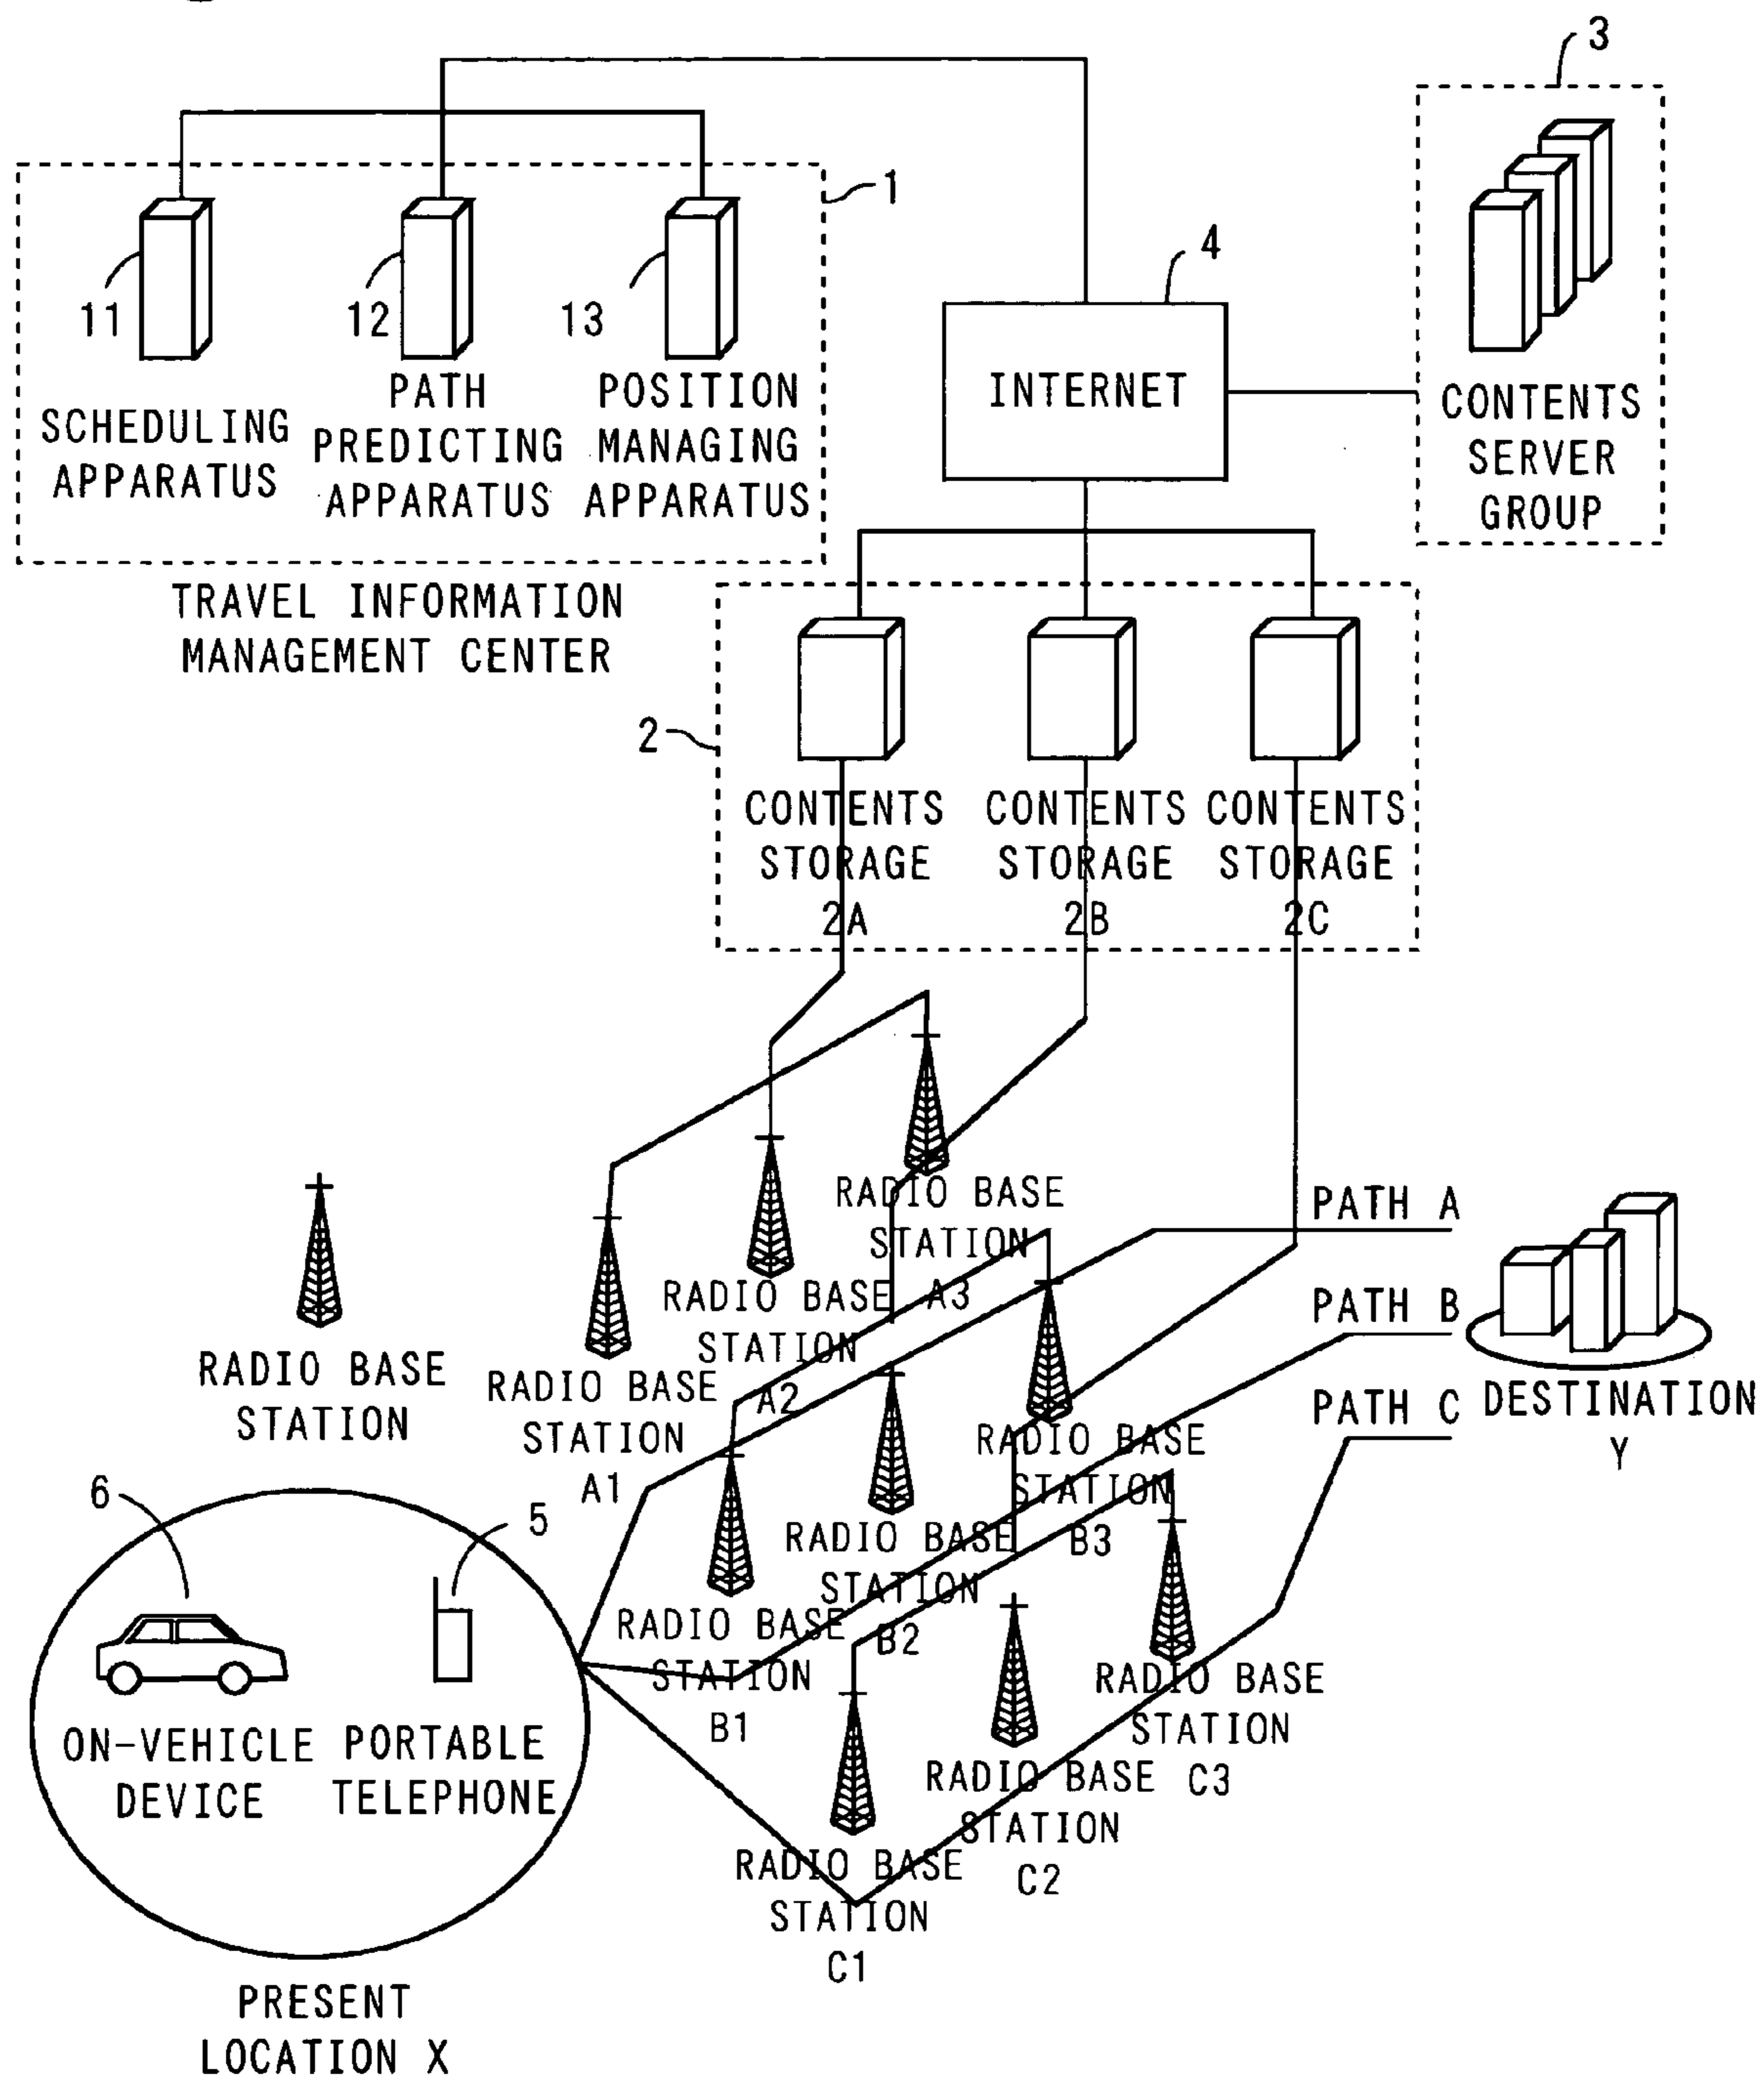 3
1
4
11
12
13
SCHEDULING
APPARATUS
PATH
PREDICTING
APPARATUS
POSITION
MANAGING
APPARATUS
INTERNET
CONTENTS
SERVER
GROUP
TRAVEL INFORMATION
MANAGEMENT CENTER
2
CONTENTS
STORAGE
2A
CONTENTS
STORAGE
2B
CONTENTS
STORAGE
2C
RADIO BASE
STATION
RADIO BASE
STATION
A1
RADIO BASE
STATION
A2
RADIO BASE
STATION
A3
PATH A
PATH B
PATH C
DESTINATION
Y
RADIO BASE
STATION
B1
RADIO BASE
STATION
B2
RADIO BASE
STATION
B3
6
5
ON-VEHICLE
DEVICE
PORTABLE
TELEPHONE
RADIO BASE
STATION
C1
RADIO BASE
STATION
C2
RADIO BASE
STATION
C3
PRESENT
LOCATION X